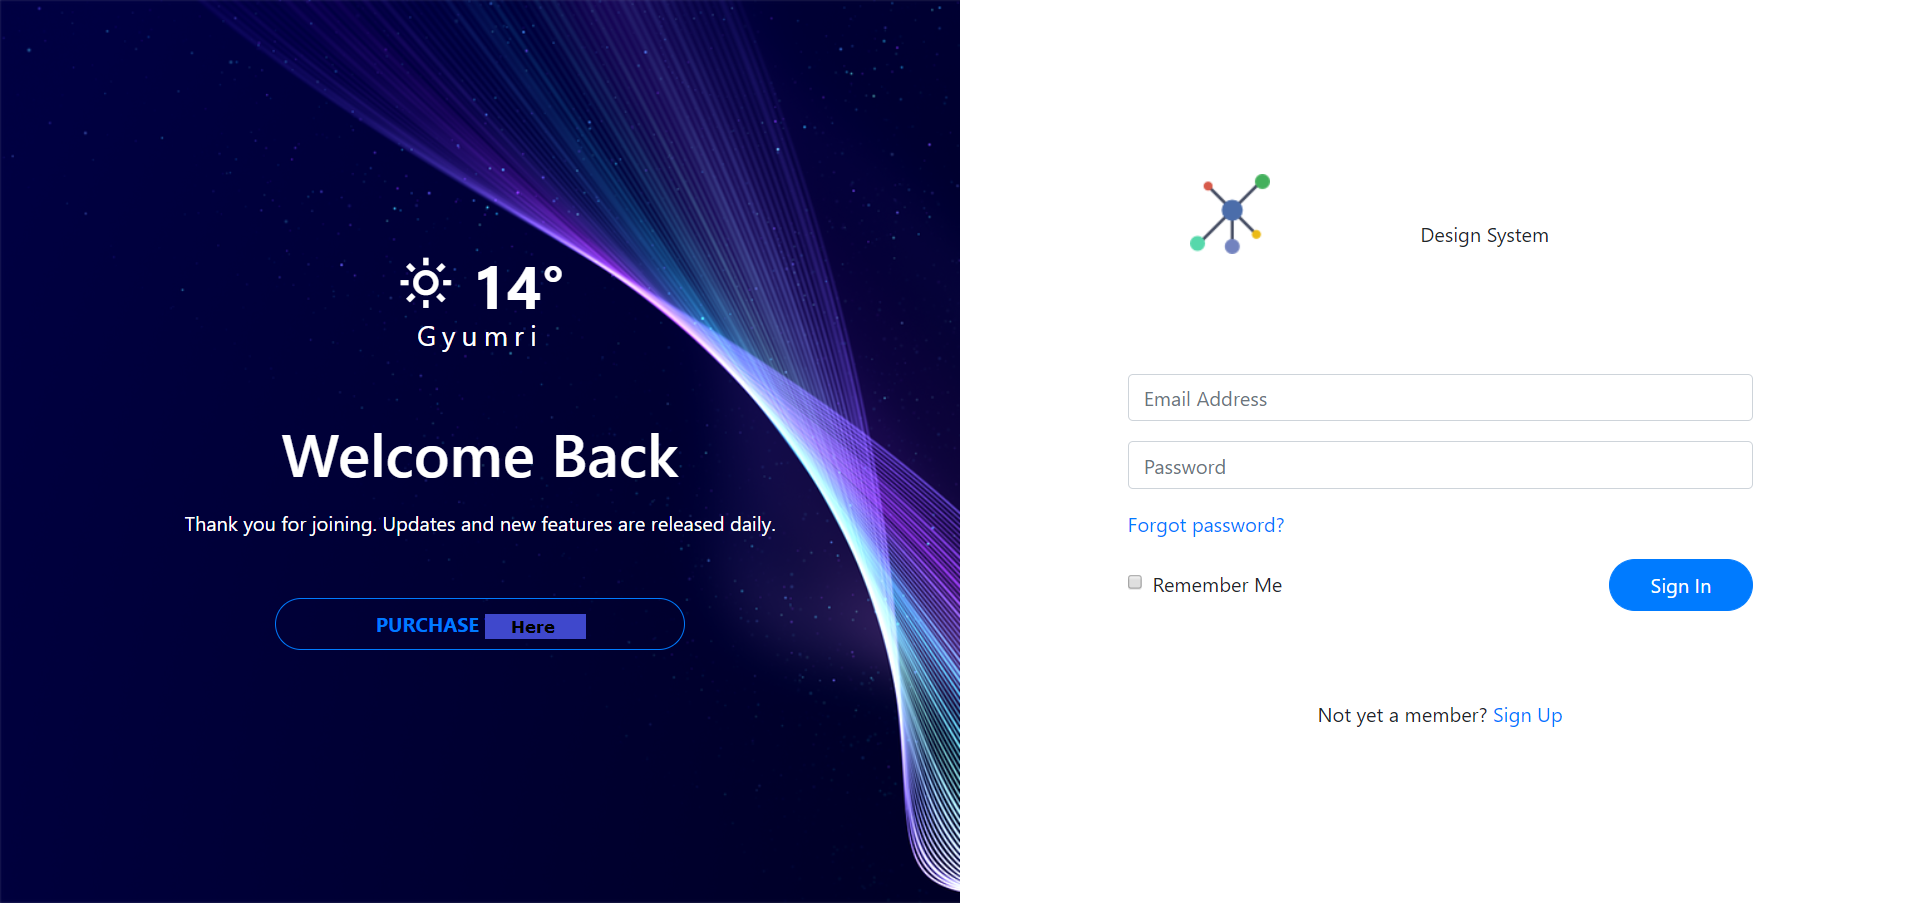 14°
Gyumri
Welcome Back
Thank you for joining. Updates and new features are released daily.
PURCHASE Here
Design System
Email Address
Password
Forgot password?
Remember Me
Sign In
Not yet a member? Sign Up